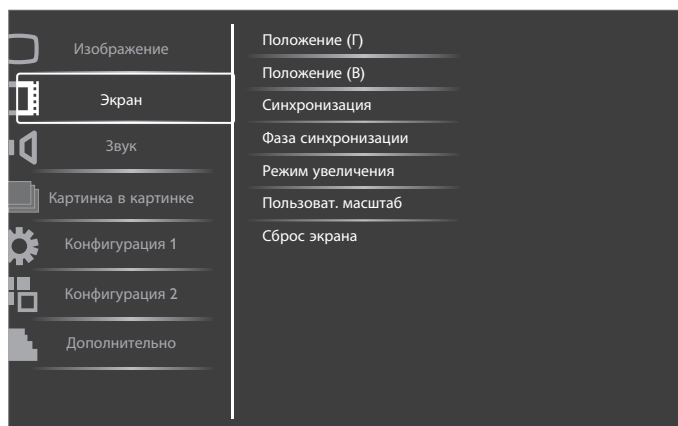 Изображение
Экран
Звук
Картинка в картинке
Конфигурация 1
Конфигурация 2
Дополнительно
Положение (Г)
Положение (В)
Синхронизация
Фаза синхронизации
Режим увеличения
Пользоват. масштаб
Сброс экрана